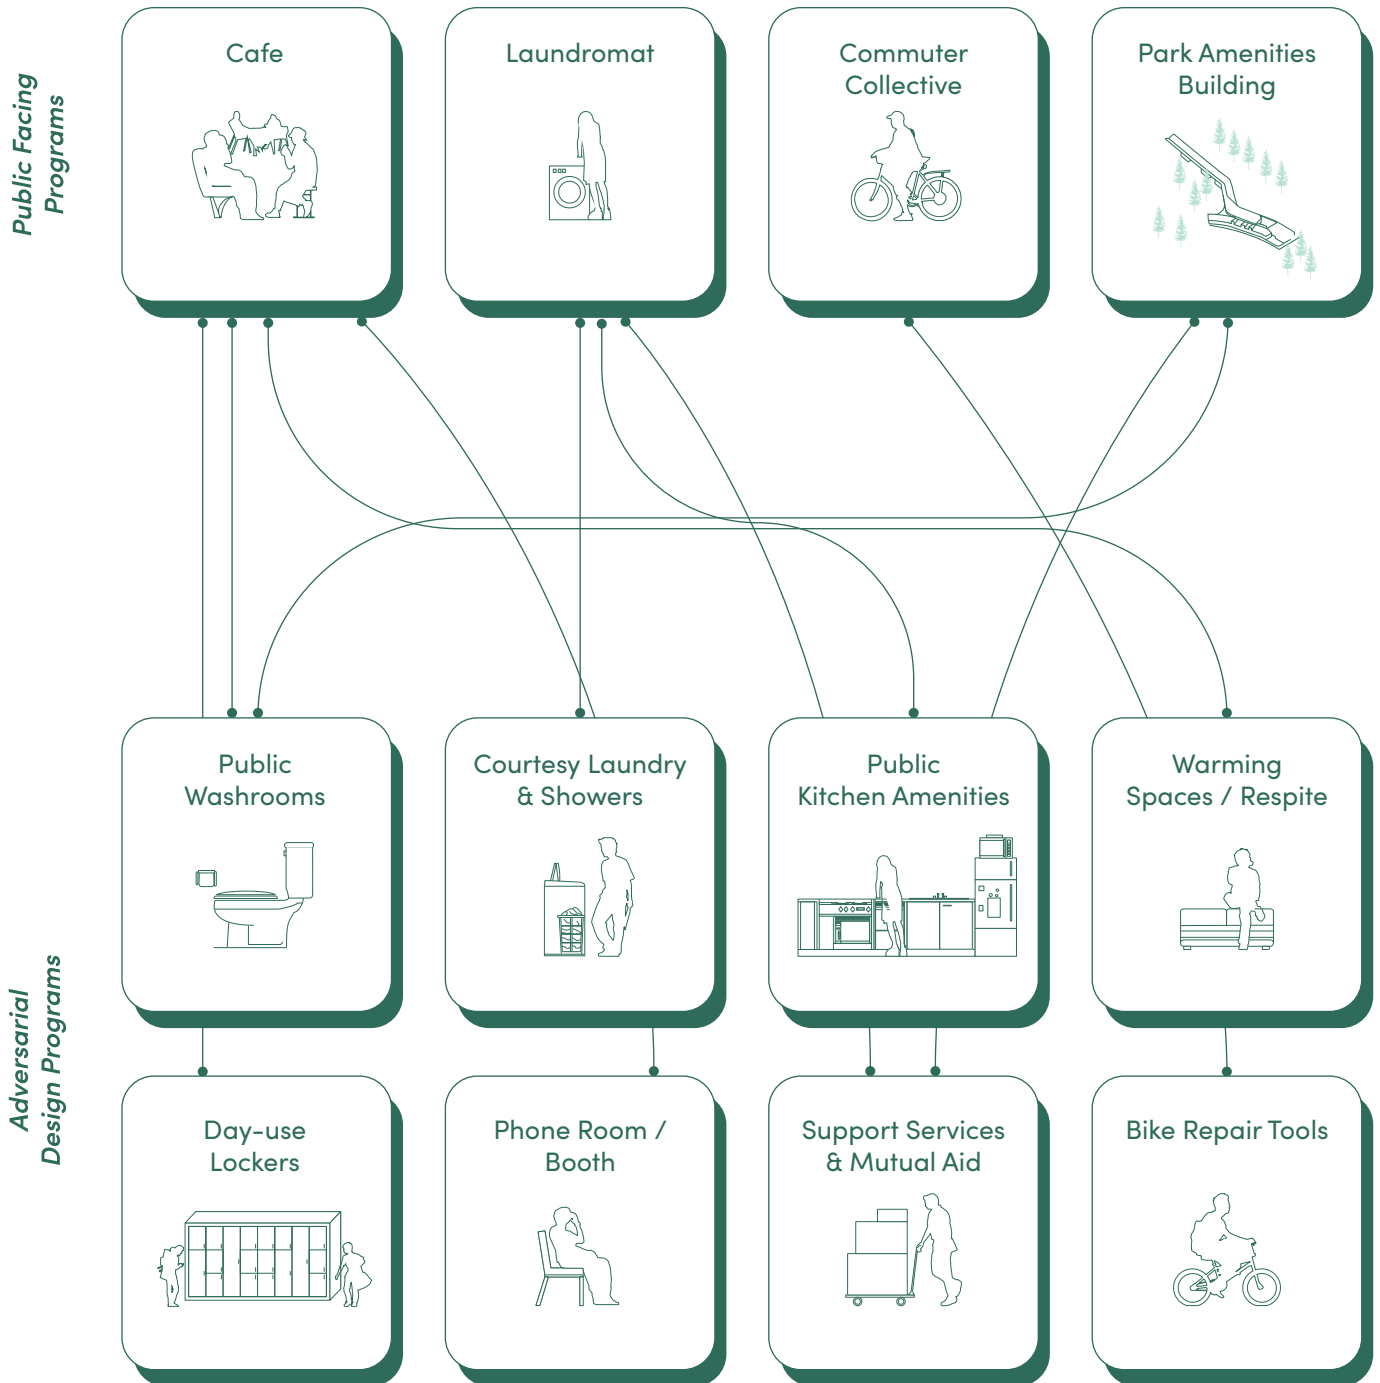 Public Facing
Programs
Cafe
Laundromat
Commuter
Collective
Park Amenities
Building
Adversarial
Design Programs
Public
Washrooms
Courtesy Laundry
& Showers
Public
Kitchen Amenities
Warming
Spaces / Respite
Day-use
Lockers
Phone Room /
Booth
Support Services
& Mutual Aid
Bike Repair Tools